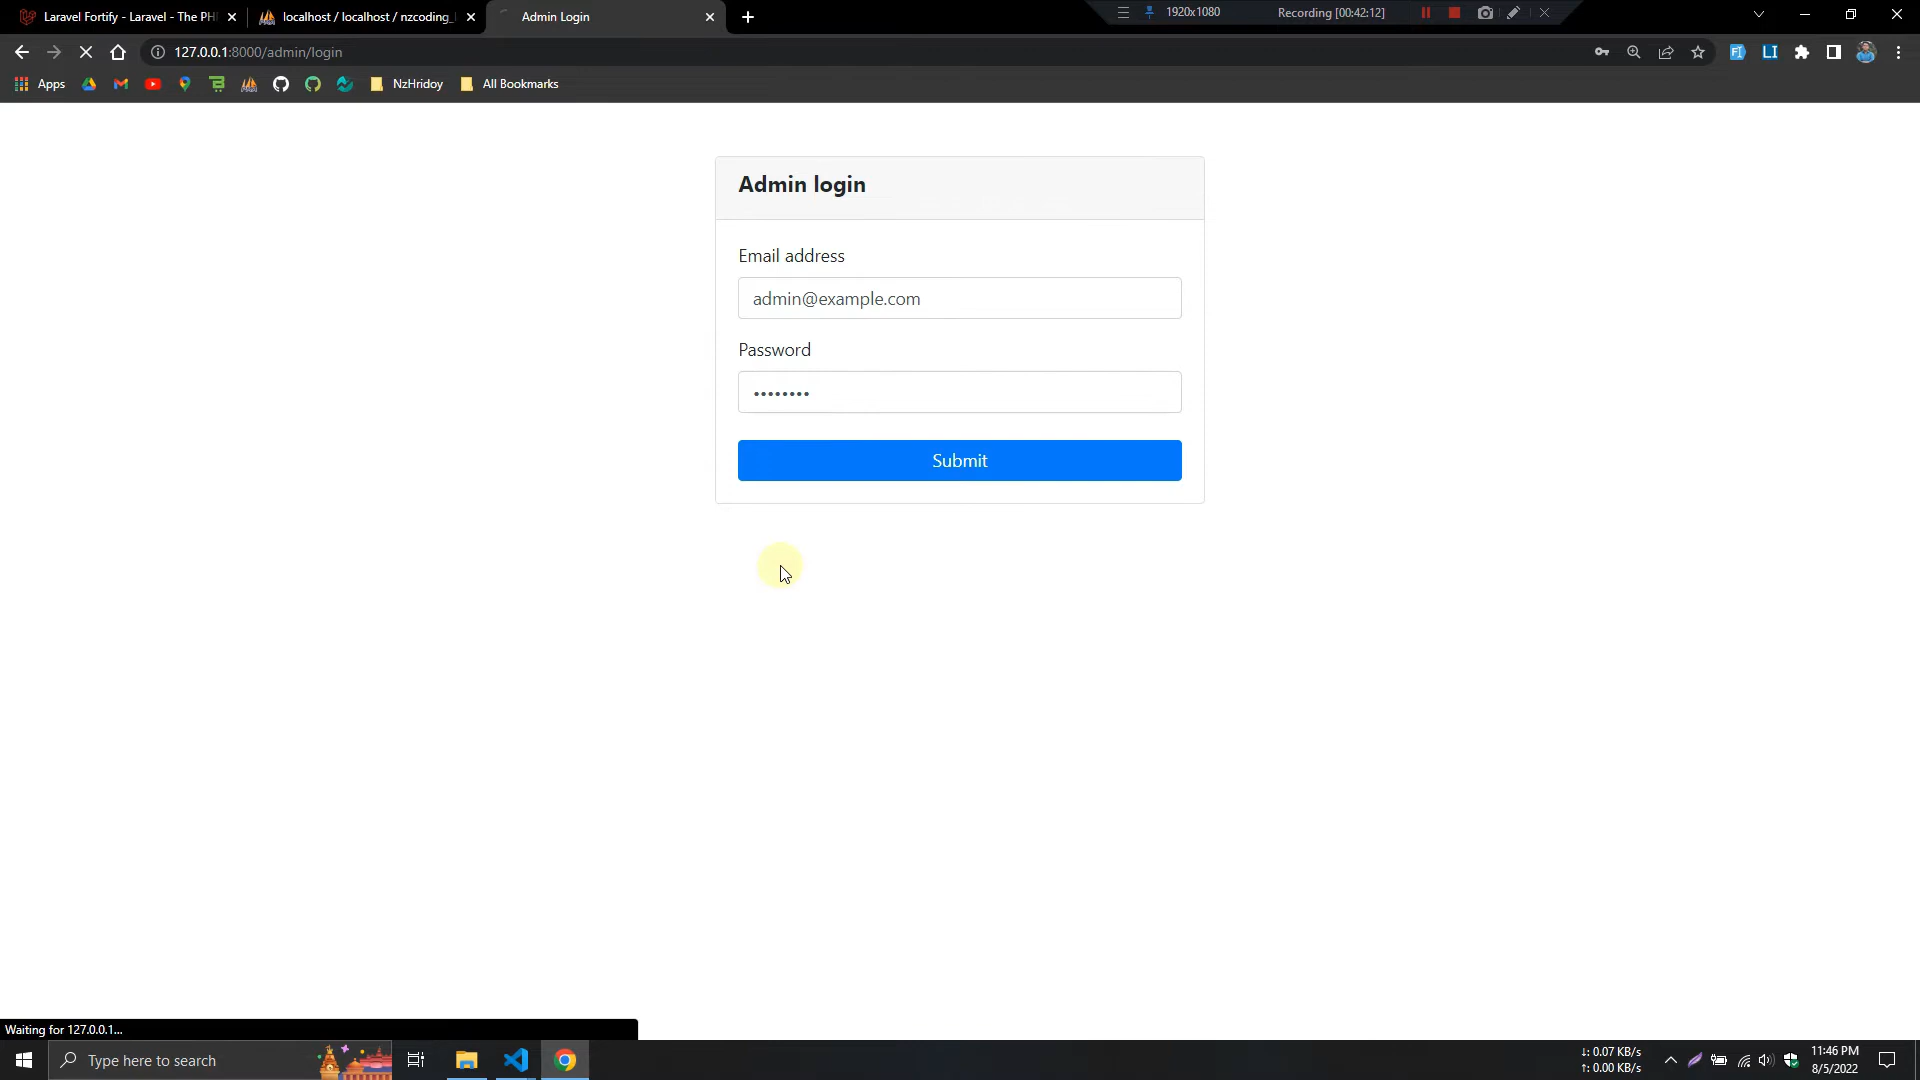 Laravel Fortify - Laravel - The PH
localhost / localhost / nzcoding_
Admin Login
1920x1080
Recording [00:42:12]
127.0.0.1:8000/admin/login
Apps
NzHridoy
All Bookmarks
Admin login
Email address
admin@example.com
Password
Submit
Waiting for 127.0.0.1...
Type here to search
↓: 0.07 KB/s
↑: 0.00 KB/s
11:46 PM
8/5/2022